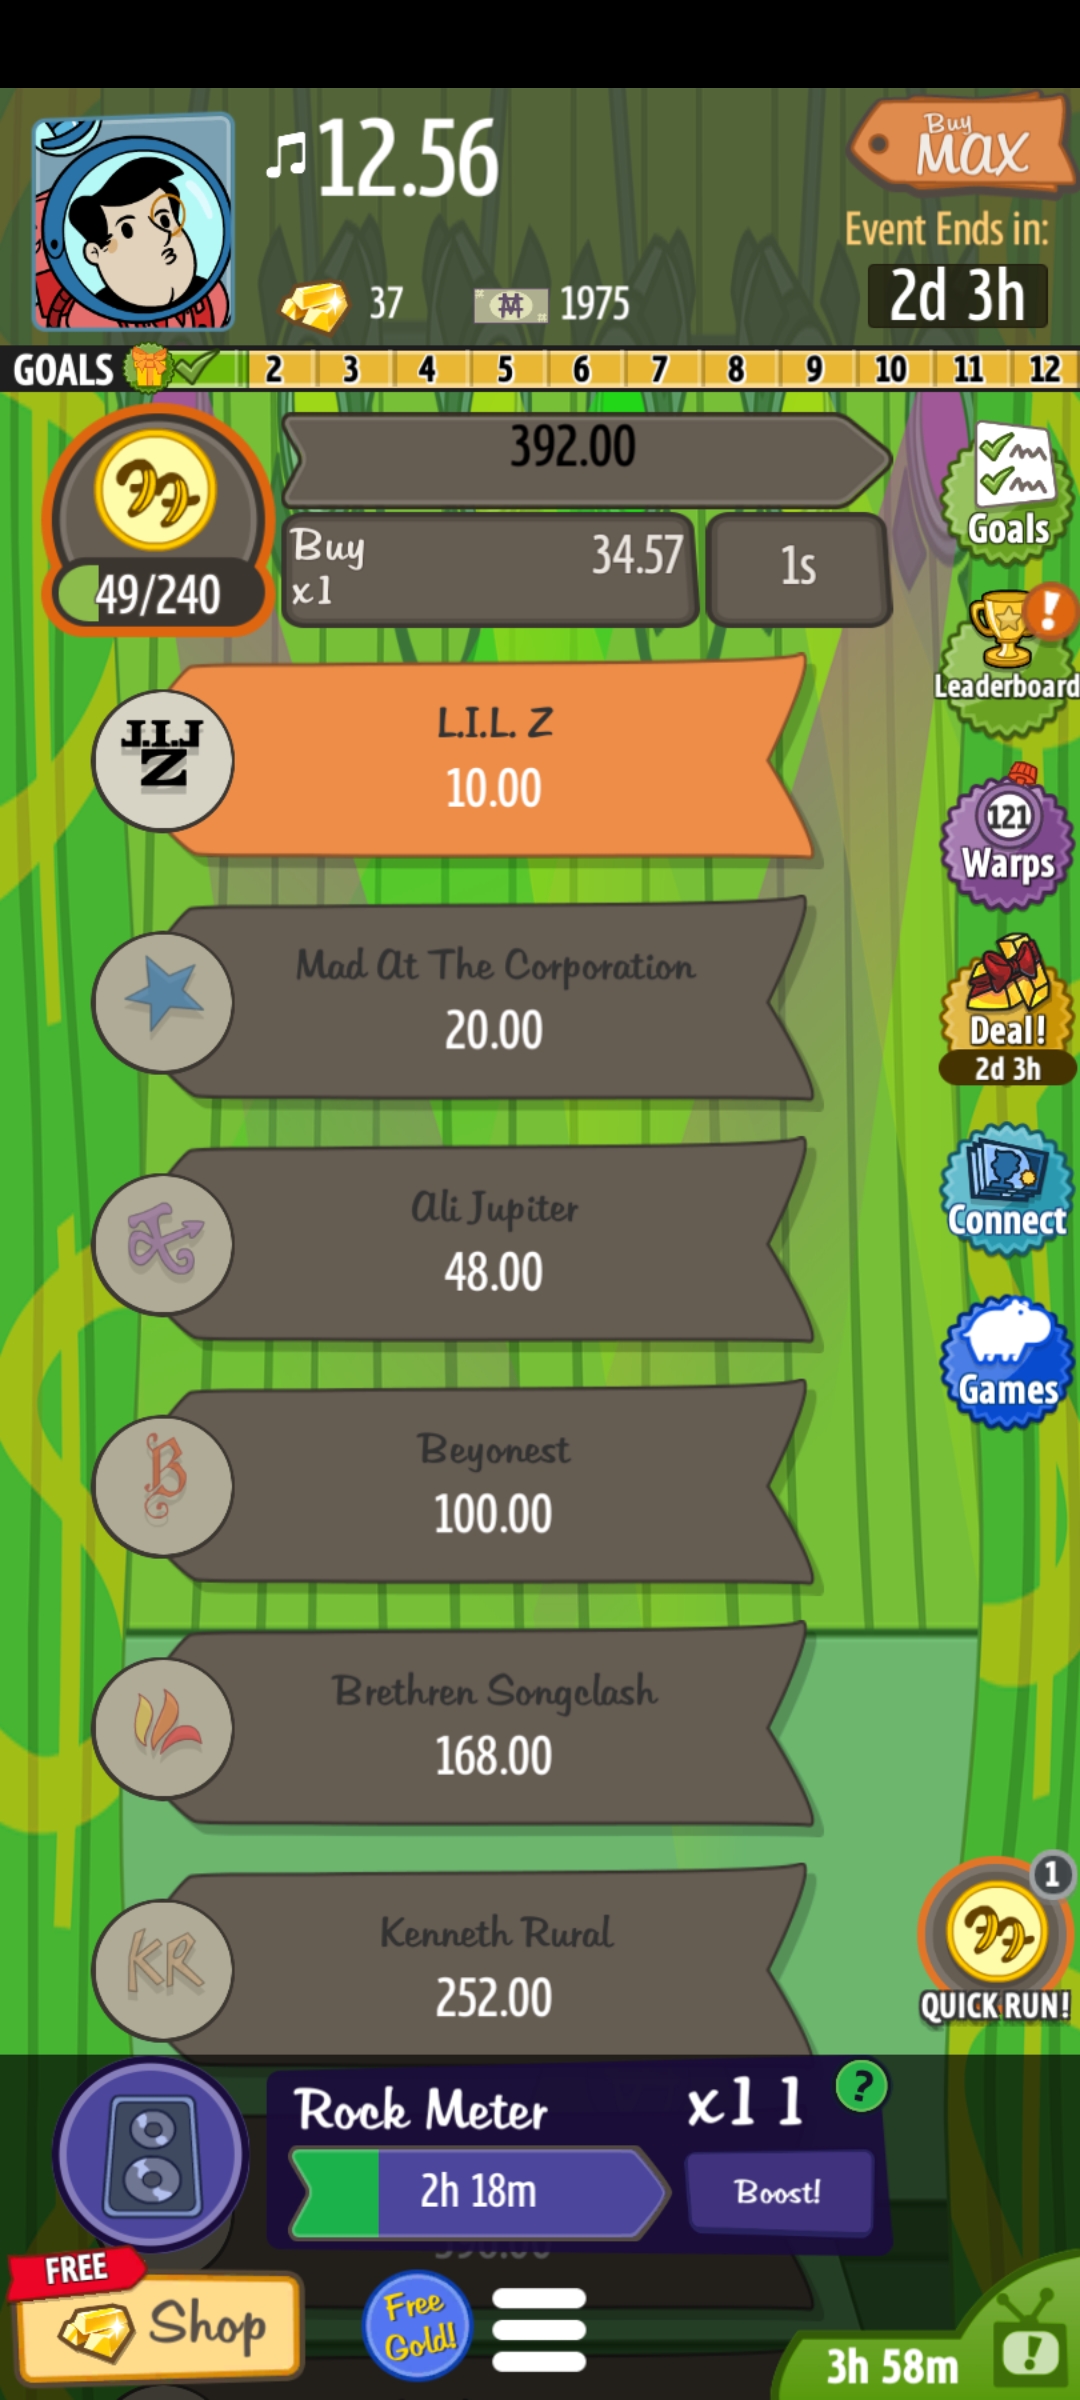 ♫12.56
Buy
MAX
Event Ends in:
37
1975
2d 3h
GOALS 2 3 4 5 6 7 8 9 10 11 12
392.00
49/240
Buy
x1
34.57
1s
Goals
L.I.L. Z
10.00
Leaderboard
121
Warps
Mad At The Corporation
20.00
Deal!
2d 3h
Ali Jupiter
48.00
Connect
Beyonest
100.00
Games
Brethren Songclash
168.00
Kenneth Rural
252.00
KR
1
QUICK RUN!
Rock Meter
x11
?
2h 18m
Boost!
FREE
Shop
Free
Gold!
3h 58m
!